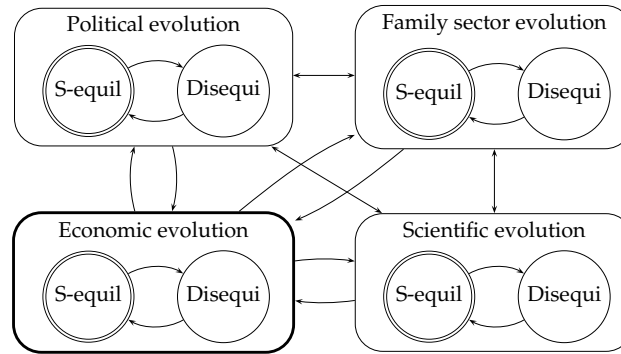 Political evolution
S-equil
Disequi
Family sector evolution
S-equil
Disequi
Economic evolution
S-equil
Disequi
Scientific evolution
S-equil
Disequi